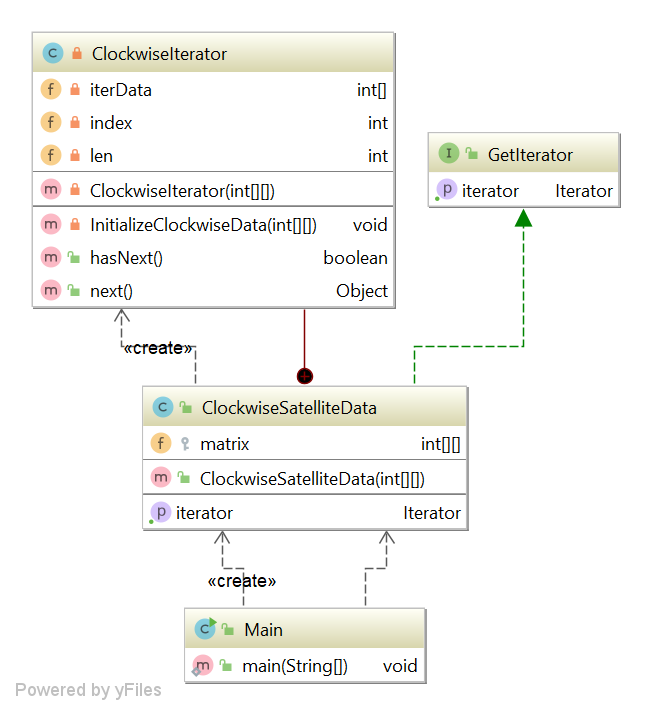 C ClockwiseIterator
f iterData int[]
f index int
f len int
m ClockwiseIterator(int[][])
m InitializeClockwiseData(int[][]) void
m hasNext() boolean
m next() Object
I GetIterator
p iterator Iterator
«create»
C ClockwiseSatelliteData
f matrix int[][]
m ClockwiseSatelliteData(int[][])
p iterator Iterator
«create»
C Main
m main(String[]) void
Powered by yFiles